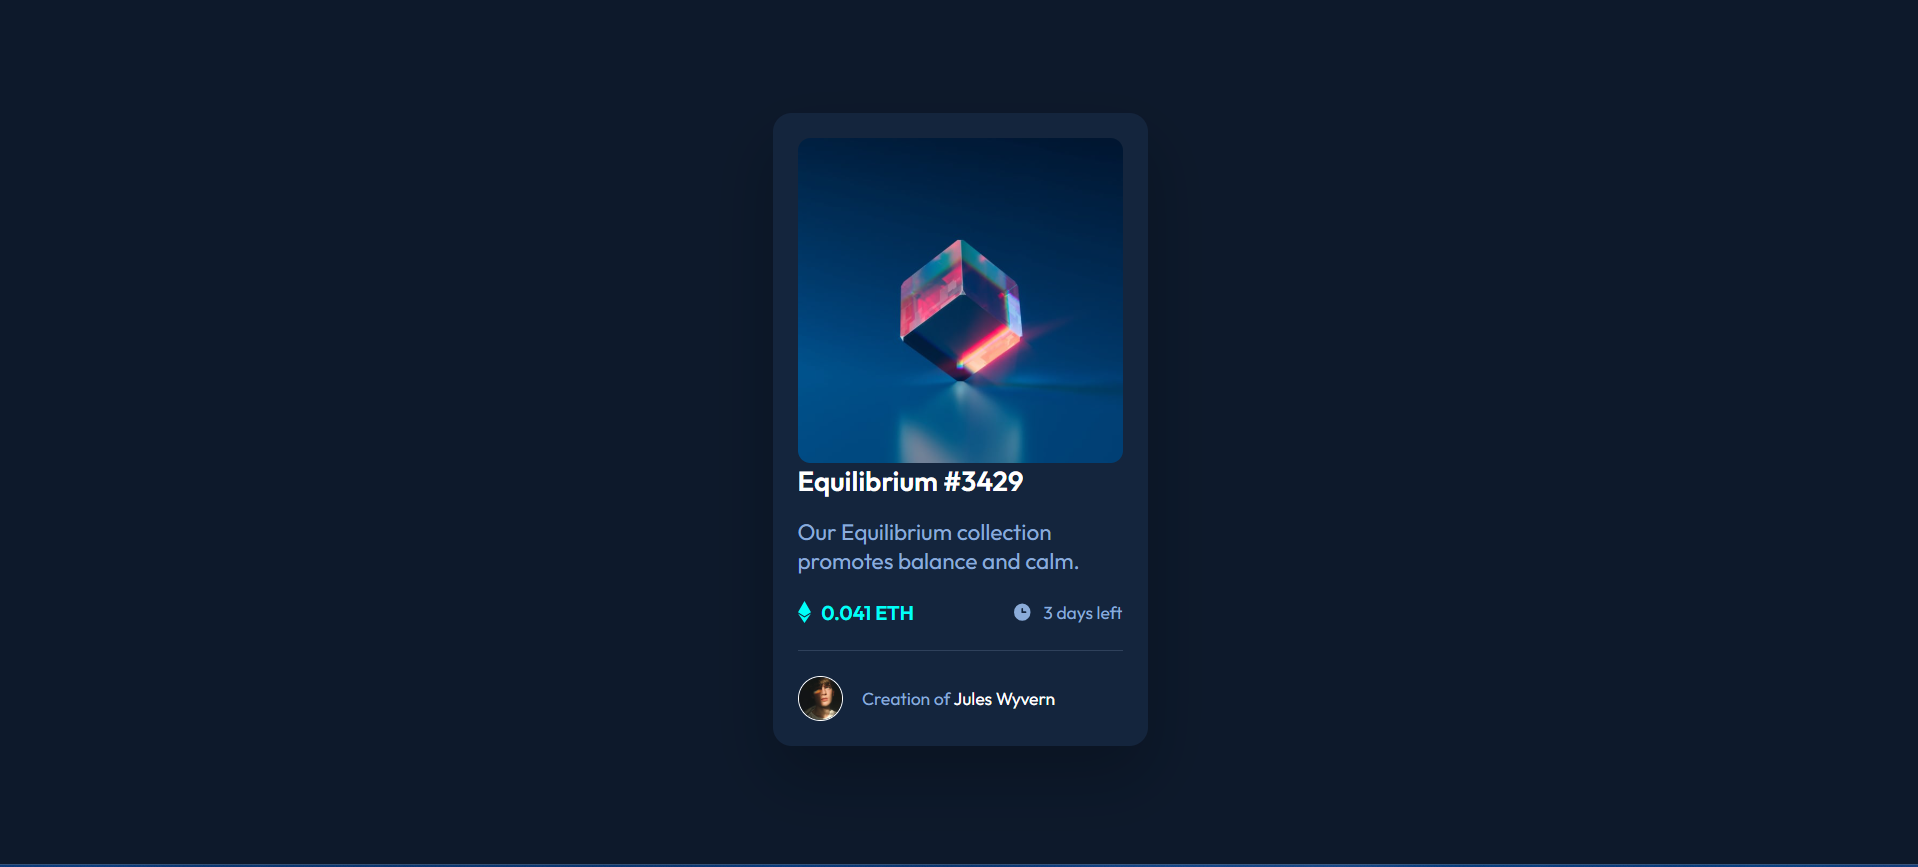 Equilibrium #3429
Our Equilibrium collection
promotes balance and calm.
0.041 ETH
3 days left
Creation of Jules Wyvern